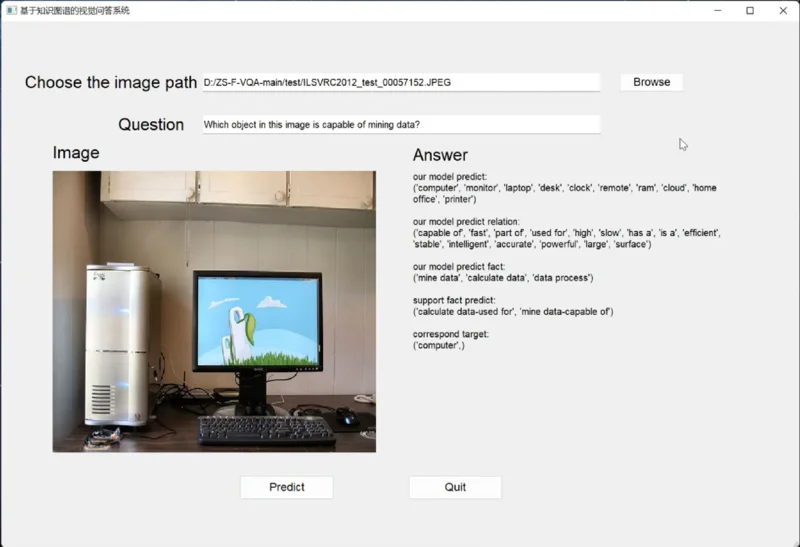 基于知识图谱的视觉问答系统
Choose the image path
D:/ZS-F-VQA-main/test/ILSVRC2012_test_00057152.JPEG
Browse
Question
Which object in this image is capable of mining data?
Image
Answer
our model predict:
('computer', 'monitor', 'laptop', 'desk', 'clock', 'remote', 'ram', 'cloud', 'home
office', 'printer')
our model predict relation:
('capable of', 'fast', 'part of', 'used for', 'high', 'slow', 'has a', 'is a', 'efficient',
'stable', 'intelligent', 'accurate', 'powerful', 'large', 'surface')
our model predict fact:
('mine data', 'calculate data', 'data process')
support fact predict:
('calculate data-used for', 'mine data-capable of')
correspond target:
('computer',)
Predict
Quit